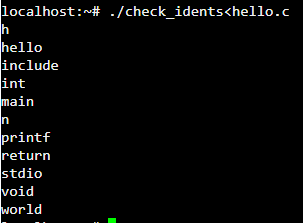 localhost:~# ./check_idents<hello.c
h
hello
include
int
main
n
printf
return
stdio
void
world